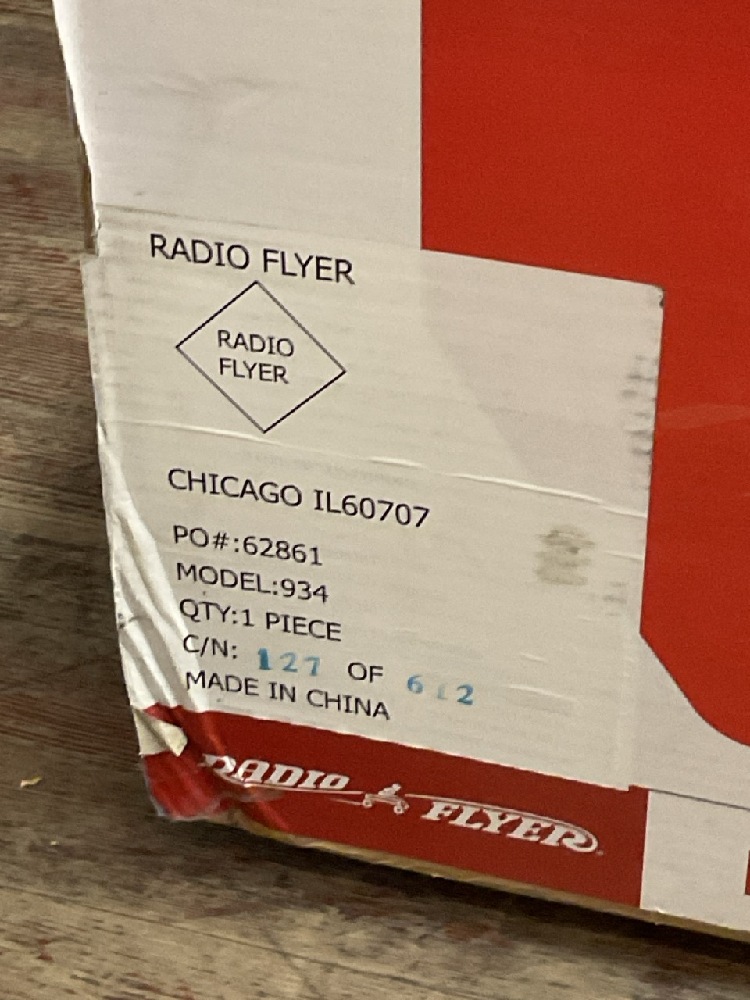 RADIO FLYER
RADIO
FLYER
CHICAGO IL60707
PO#:62861
MODEL:934
QTY:1 PIECE
C/N: 127 OF
MADE IN CHINA
RADIO FLYER